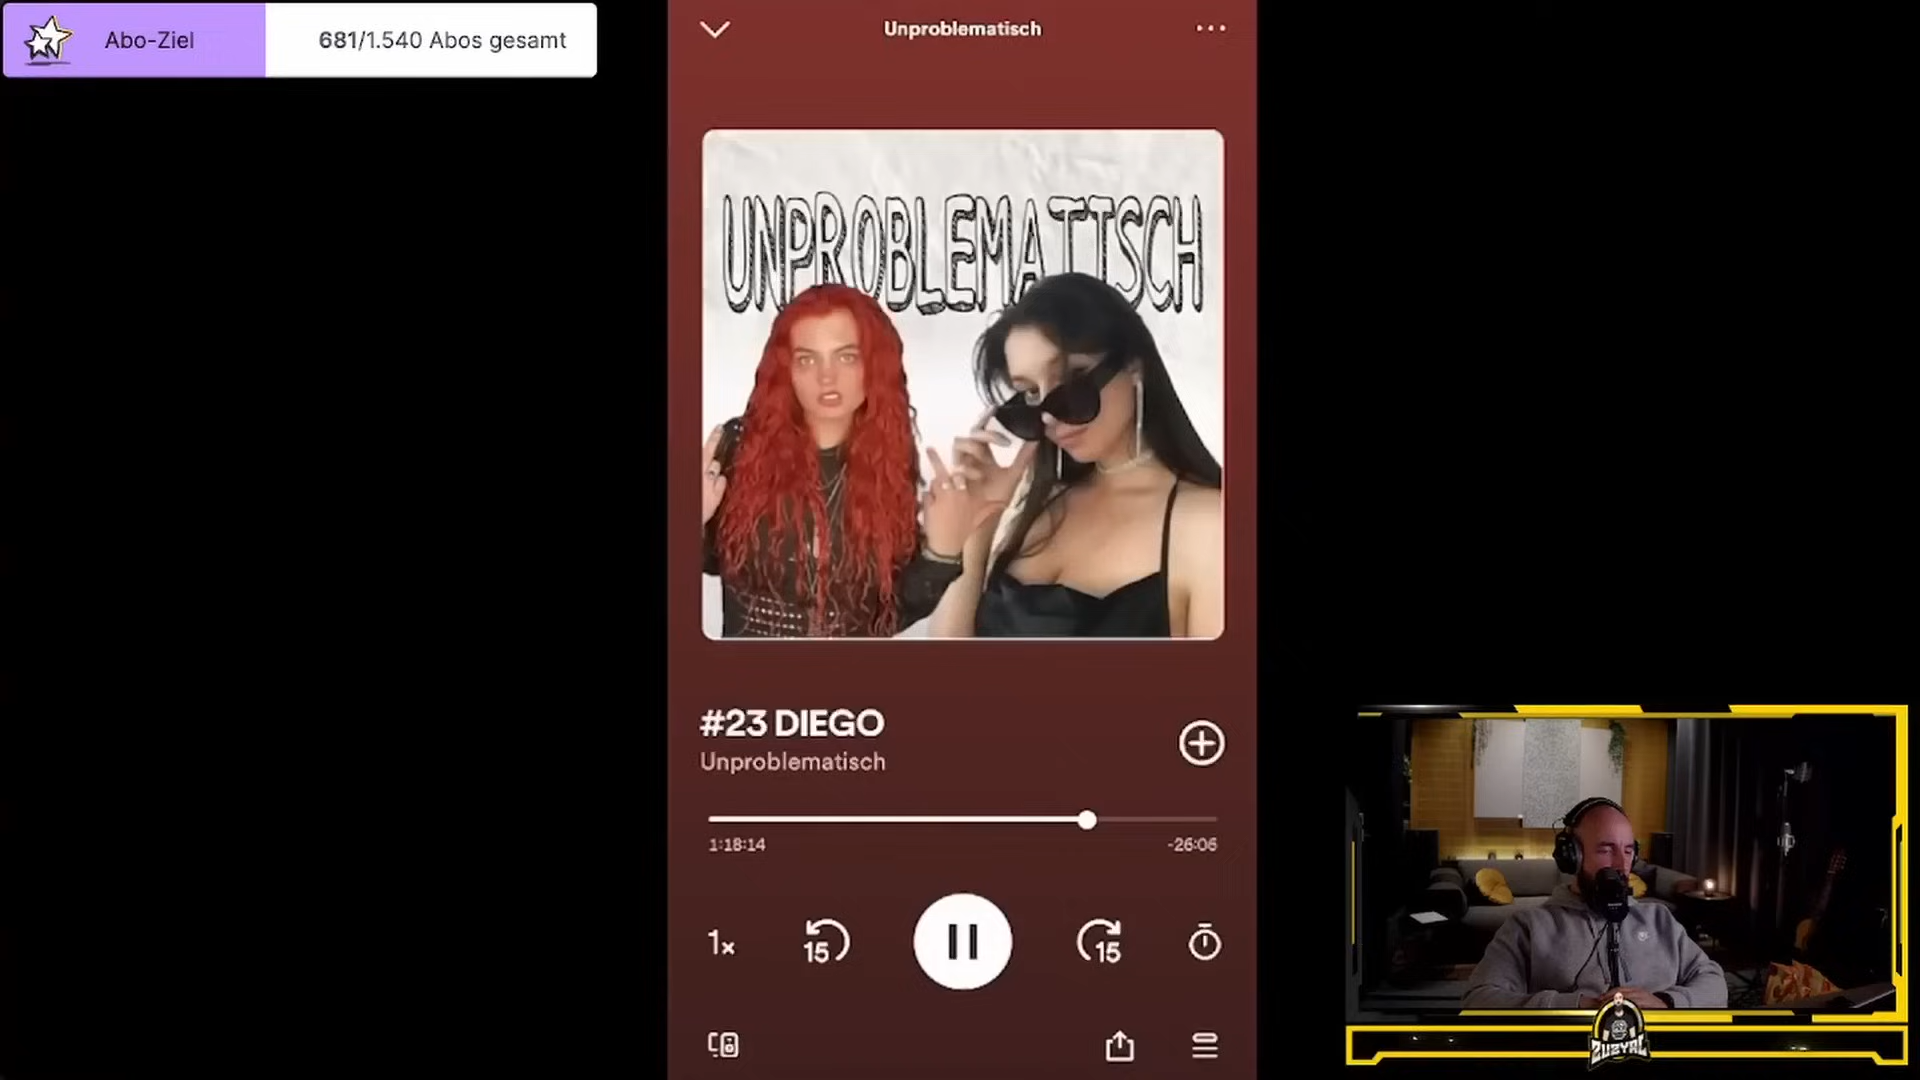 Abo-Ziel
681/1.540 Abos gesamt
Unproblematisch
UNPROBLEMATISCH
#23 DIEGO
Unproblematisch
1:18:14
-26:06
1x
15
15
ZUZYAL